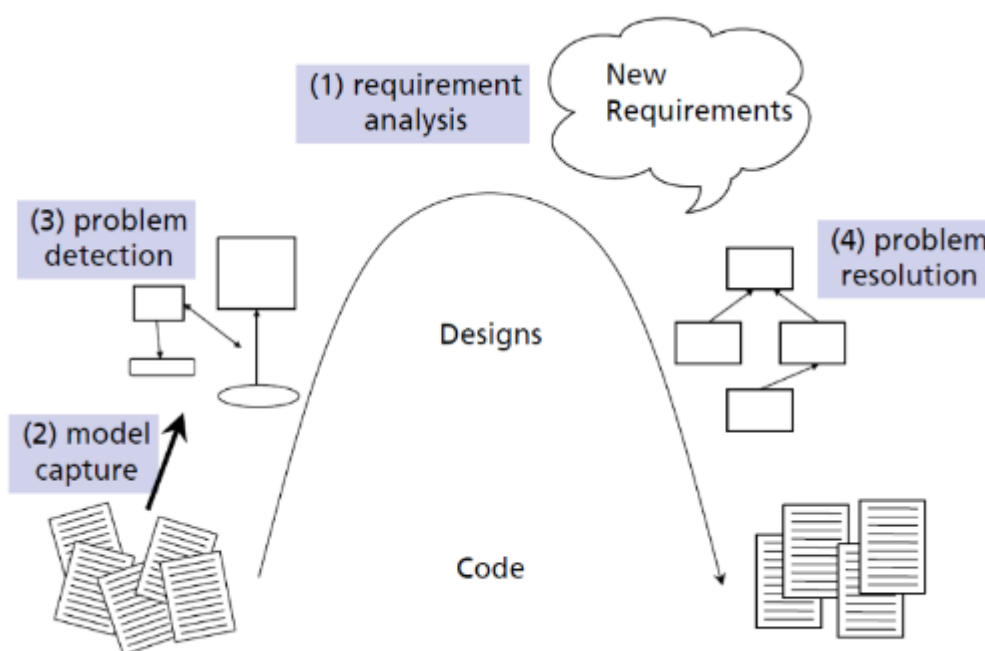 (1) requirement
analysis
New
Requirements
(3) problem
detection
(4) problem
resolution
Designs
(2) model
capture
Code